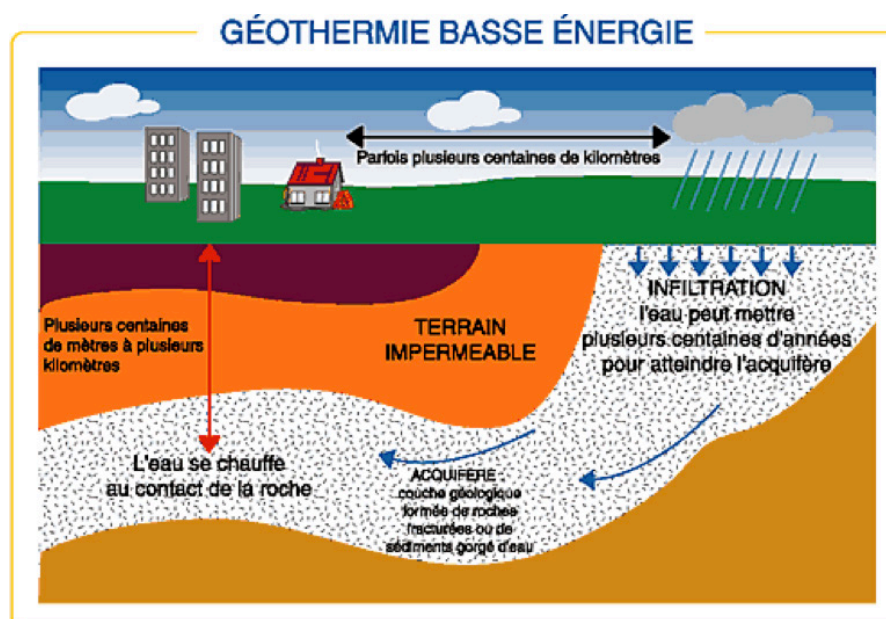 GÉOTHERMIE BASSE ÉNERGIE
Parfois plusieurs centaines de kilomètres
INFILTRATION
l'eau peut mettre
plusieurs centaines d'années
pour atteindre l'acquifère
Plusieurs centaines
de mètres à plusieurs
kilomètres
TERRAIN
IMPERMEABLE
L'eau se chauffe
au contact de la roche
ACQUIFERE
couche géologique
formée de roches
fracturées ou de
sédiments gorgé d'eau